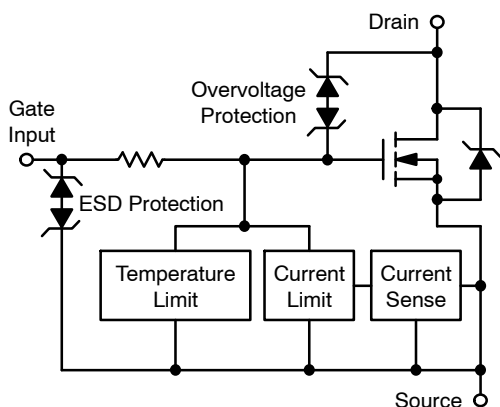 Drain
Overvoltage
Protection
Gate
Input
ESD Protection
Temperature
Limit
Current
Limit
Current
Sense
Source